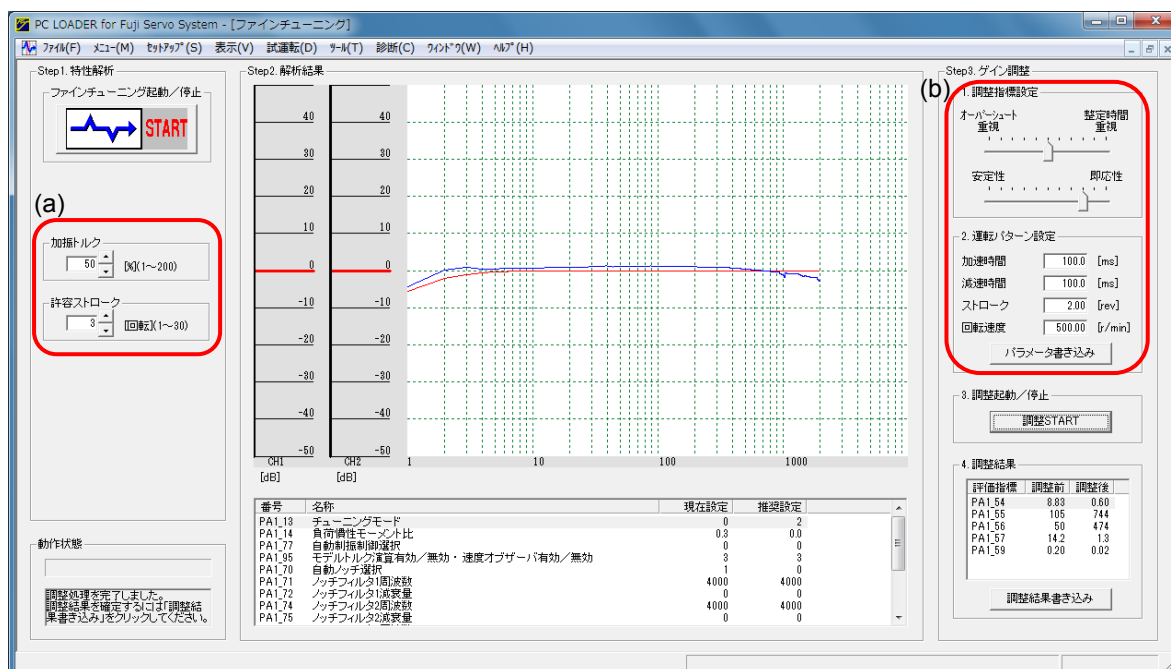 PC LOADER for Fuji Servo System - [ファインチューニング]
ファイル(F) メニュー(M) セットアップ(S) 表示(V) 試運転(D) ツール(T) 診断(C) ウィンドウ(W) ヘルプ(H)
Step1. 特性解析
ファインチューニング起動／停止
START
(a)
加振トルク
50 [%](1～200)
許容ストローク
3 [回転](1～30)
動作状態
調整処理を完了しました。
調整結果を確定するには「調整結
果書き込み」をクリックしてください。
Step2. 解析結果
40 40
30 30
20 20
10 10
0 0
-10 -10
-20 -20
-30 -30
-40 -40
-50 -50
CH1 CH2 1 10 100 1000
[dB] [dB]
番号 名称 現在設定 推奨設定
PA1_13 チューニングモード 0 2
PA1_14 負荷慣性モーメント比 0.3 0.0
PA1_77 自動制振制御選択 0 0
PA1_95 モデルトルク演算有効／無効・速度オブザーバ有効／無効 3 3
PA1_70 自動ノッチ選択 1 0
PA1_71 ノッチフィルタ1周波数 4000 4000
PA1_72 ノッチフィルタ1減衰量 0 0
PA1_74 ノッチフィルタ2周波数 4000 4000
PA1_75 ノッチフィルタ2減衰量 0 0
Step3. ゲイン調整
(b)
1. 調整指標設定
オーバーシュート 整定時間
重視 重視
安定性 即応性
2. 運転パターン設定
加速時間 100.0 [ms]
減速時間 100.0 [ms]
ストローク 2.00 [rev]
回転速度 500.00 [r/min]
パラメータ書き込み
3. 調整起動／停止
調整START
4. 調整結果
評価指標 調整前 調整後
PA1_54 8.83 0.60
PA1_55 105 744
PA1_56 50 474
PA1_57 14.2 1.3
PA1_59 0.20 0.02
調整結果書き込み